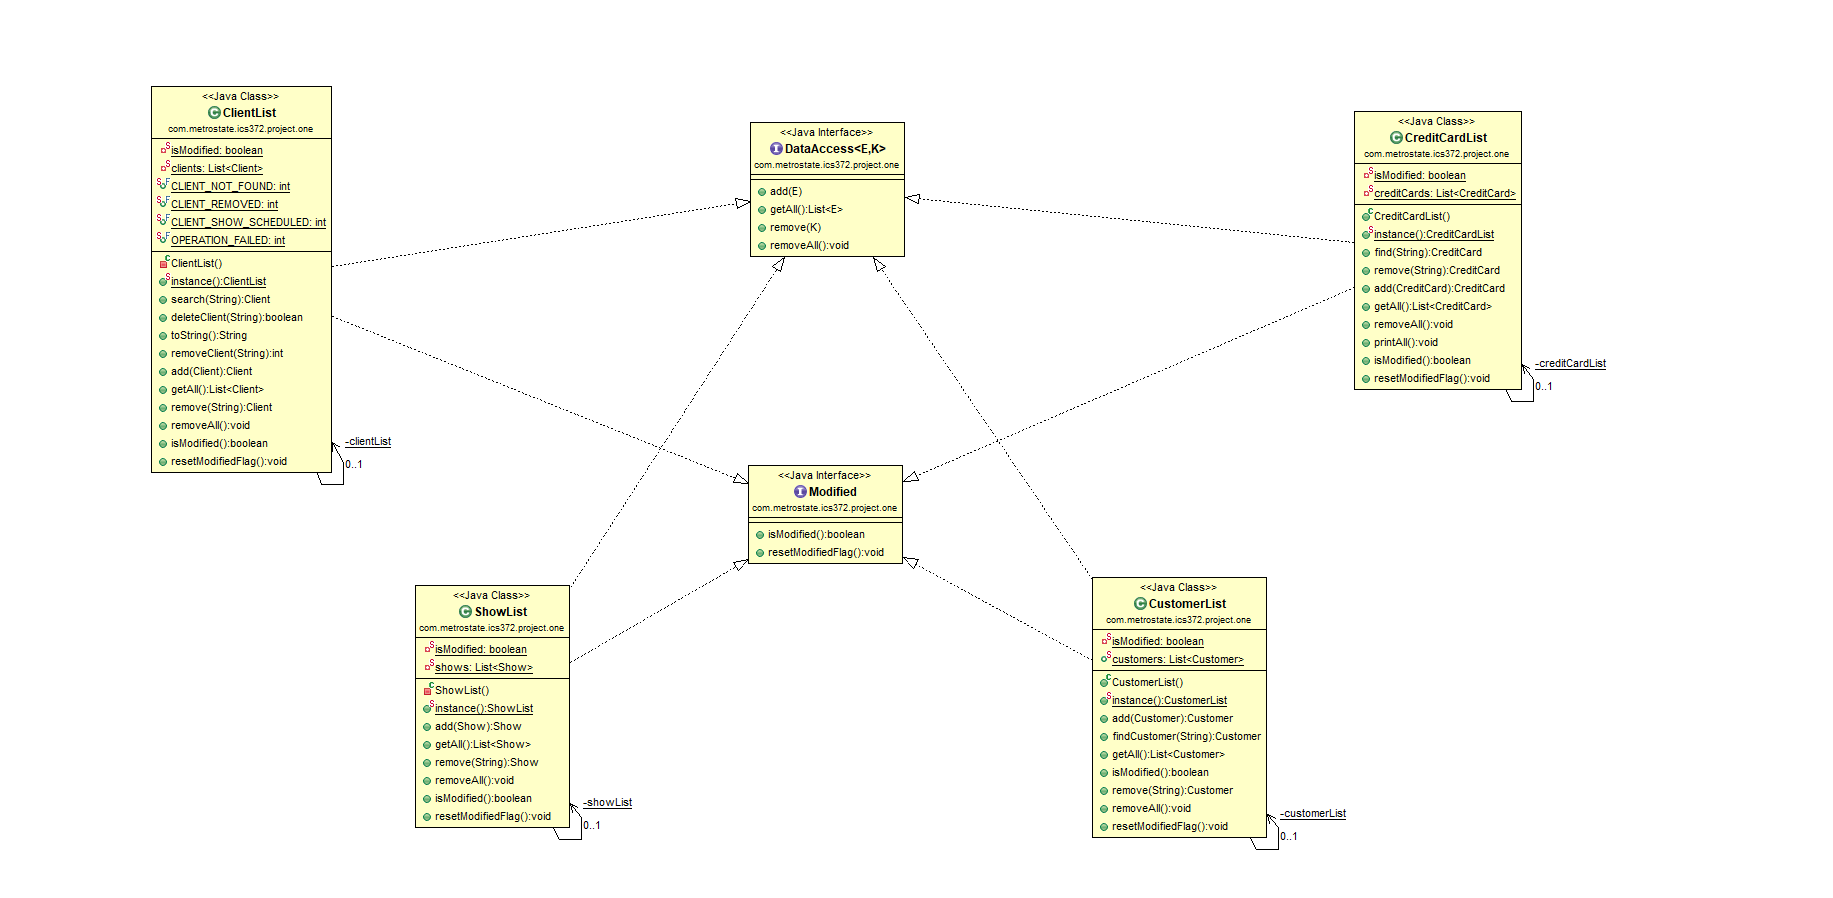 <<Java Class>>
ClientList
com.metrostate.ics372.project.one
isModified: boolean
clients: List<Client>
CLIENT_NOT_FOUND: int
CLIENT_REMOVED: int
CLIENT_SHOW_SCHEDULED: int
OPERATION_FAILED: int
ClientList()
instance():ClientList
search(String):Client
deleteClient(String):boolean
toString():String
removeClient(String):int
add(Client):Client
getAll():List<Client>
remove(String):Client
removeAll():void
isModified():boolean
resetModifiedFlag():void
-clientList
0..1
<<Java Interface>>
DataAccess<E,K>
com.metrostate.ics372.project.one
add(E)
getAll():List<E>
remove(K)
removeAll():void
<<Java Class>>
CreditCardList
com.metrostate.ics372.project.one
isModified: boolean
creditCards: List<CreditCard>
CreditCardList()
instance():CreditCardList
find(String):CreditCard
remove(String):CreditCard
add(CreditCard):CreditCard
getAll():List<CreditCard>
removeAll():void
printAll():void
isModified():boolean
resetModifiedFlag():void
-creditCardList
0..1
<<Java Interface>>
Modified
com.metrostate.ics372.project.one
isModified():boolean
resetModifiedFlag():void
<<Java Class>>
ShowList
com.metrostate.ics372.project.one
isModified: boolean
shows: List<Show>
ShowList()
instance():ShowList
add(Show):Show
getAll():List<Show>
remove(String):Show
removeAll():void
isModified():boolean
resetModifiedFlag():void
-showList
0..1
<<Java Class>>
CustomerList
com.metrostate.ics372.project.one
isModified: boolean
customers: List<Customer>
CustomerList()
instance():CustomerList
add(Customer):Customer
findCustomer(String):Customer
getAll():List<Customer>
isModified():boolean
remove(String):Customer
removeAll():void
resetModifiedFlag():void
-customerList
0..1